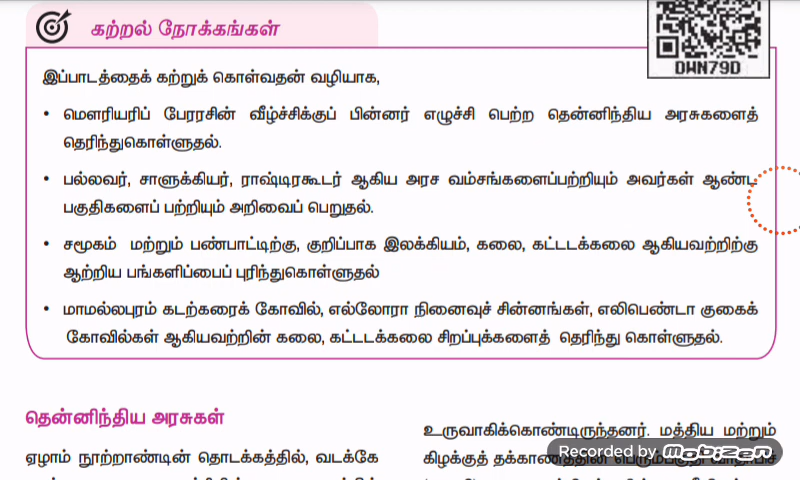 கற்றல் நோக்கங்கள்
DWN79D
இப்பாடத்தைக் கற்றுக் கொள்வதன் வழியாக,
• மௌரியரிப் பேரரசின் வீழ்ச்சிக்குப் பின்னர் எழுச்சி பெற்ற தென்னிந்திய அரசுகளைத்
தெரிந்துகொள்ளுதல்.
• பல்லவர், சாளுக்கியர், ராஷ்டிரகூடர் ஆகிய அரச வம்சங்களைப்பற்றியும் அவர்கள் ஆண்ட
பகுதிகளைப் பற்றியும் அறிவைப் பெறுதல்.
• சமூகம் மற்றும் பண்பாட்டிற்கு, குறிப்பாக இலக்கியம், கலை, கட்டடக்கலை ஆகியவற்றிற்கு
ஆற்றிய பங்களிப்பைப் புரிந்துகொள்ளுதல்
• மாமல்லபுரம் கடற்கரைக் கோவில், எல்லோரா நினைவுச் சின்னங்கள், எலிபெண்டா குகைக்
கோவில்கள் ஆகியவற்றின் கலை, கட்டடக்கலை சிறப்புக்களைத் தெரிந்து கொள்ளுதல்.
தென்னிந்திய அரசுகள்
ஏழாம் நூற்றாண்டின் தொடக்கத்தில், வடக்கே
உருவாகிக்கொண்டிருந்தனர். மத்திய மற்றும்
கிழக்குத் தக்காணத்தின் பெரும்பகுதி
Recorded by Mobizen